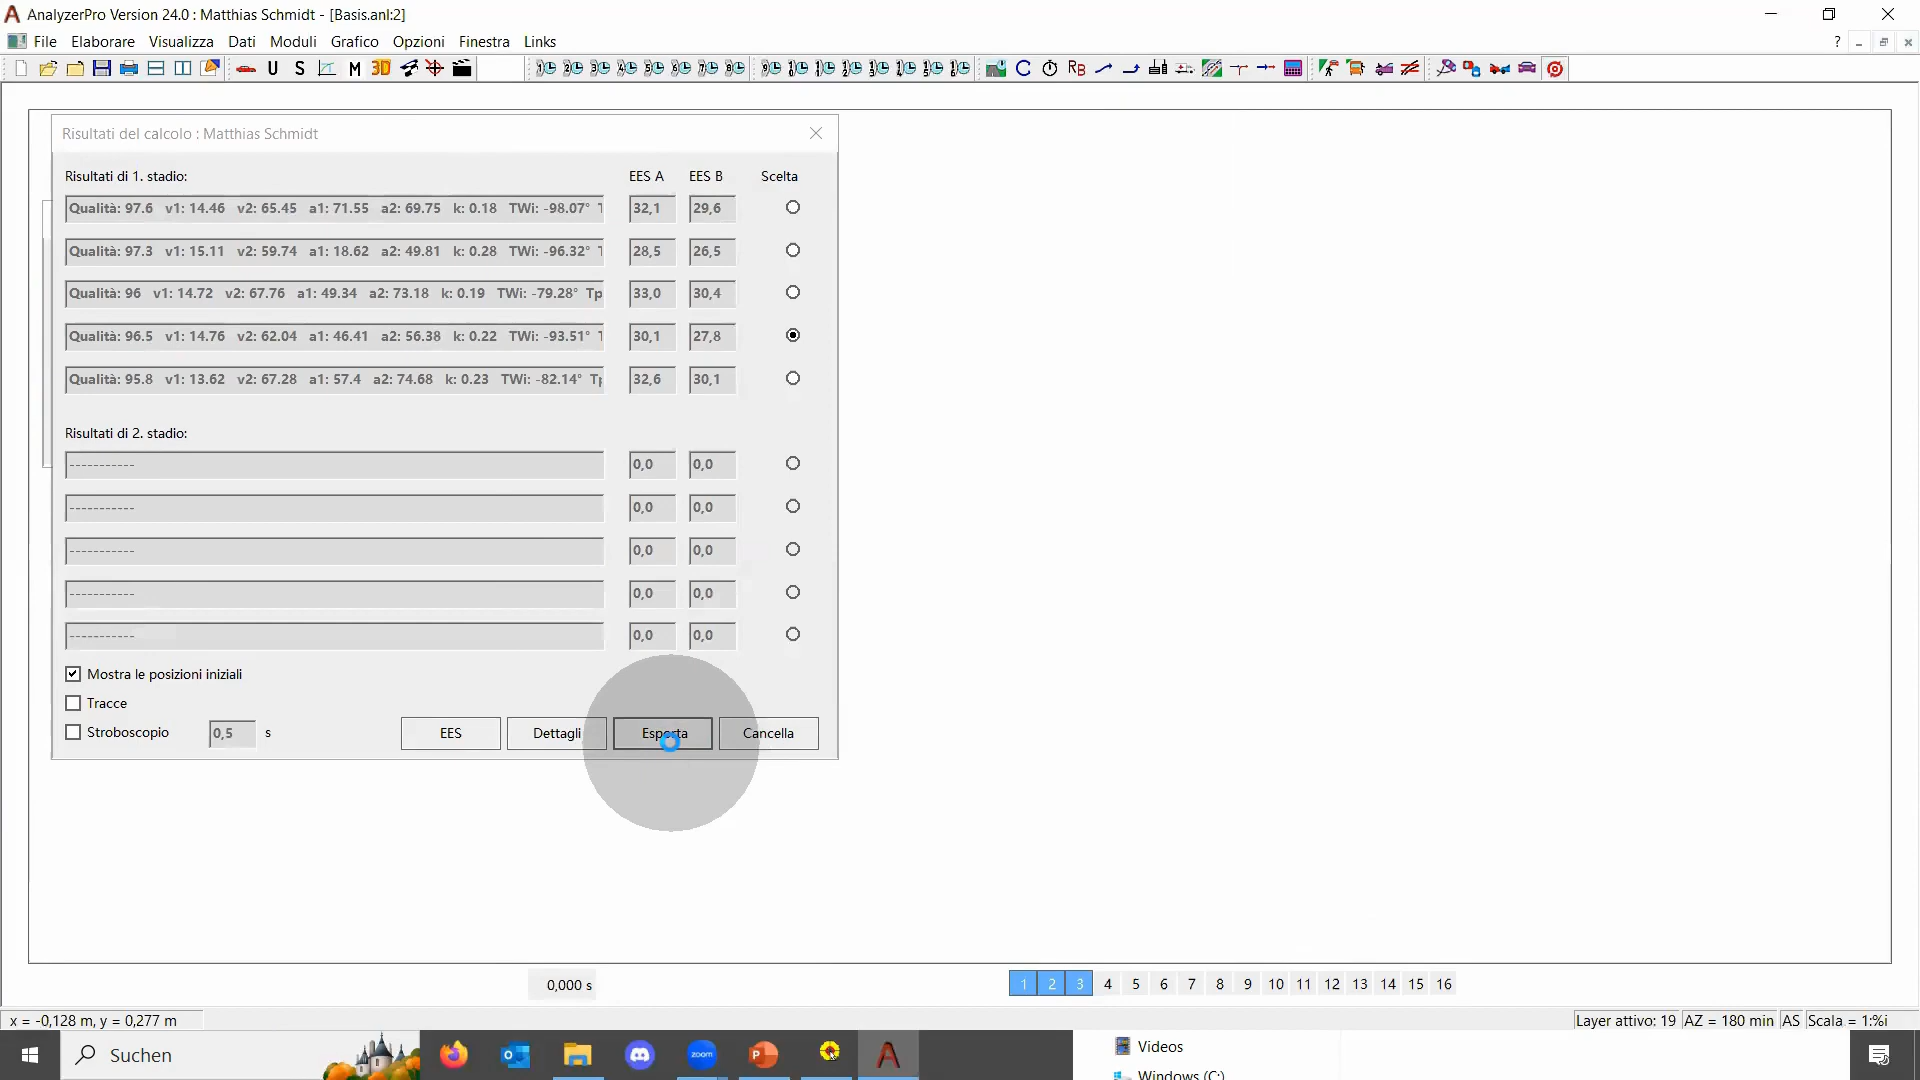 AnalyzerPro Version 24.0 : Matthias Schmidt - [Basis.anl:2]
File Elaborare Visualizza Dati Moduli Grafico Opzioni Finestra Links
U S M 3D RB
Risultati del calcolo : Matthias Schmidt
Risultati di 1. stadio: EES A EES B Scelta
Qualità: 97.6 v1: 14.46 v2: 65.45 a1: 71.55 a2: 69.75 k: 0.18 TWi: -98.07° 32,1 29,6
Qualità: 97.3 v1: 15.11 v2: 59.74 a1: 18.62 a2: 49.81 k: 0.28 TWi: -96.32° 28,5 26,5
Qualità: 96 v1: 14.72 v2: 67.76 a1: 49.34 a2: 73.18 k: 0.19 TWi: -79.28° Tp 33,0 30,4
Qualità: 96.5 v1: 14.76 v2: 62.04 a1: 46.41 a2: 56.38 k: 0.22 TWi: -93.51° 30,1 27,8
Qualità: 95.8 v1: 13.62 v2: 67.28 a1: 57.4 a2: 74.68 k: 0.23 TWi: -82.14° 32,6 30,1
Risultati di 2. stadio:
----------- 0,0 0,0
----------- 0,0 0,0
----------- 0,0 0,0
----------- 0,0 0,0
----------- 0,0 0,0
Mostra le posizioni iniziali
Tracce
Stroboscopio 0,5 s EES Dettagli Esporta Cancella
0,000 s 1 2 3 4 5 6 7 8 9 10 11 12 13 14 15 16
x = -0,128 m, y = 0,277 m Layer attivo: 19 AZ = 180 min AS Scala = 1:%i
Suchen zoom Videos
Windows (C:)